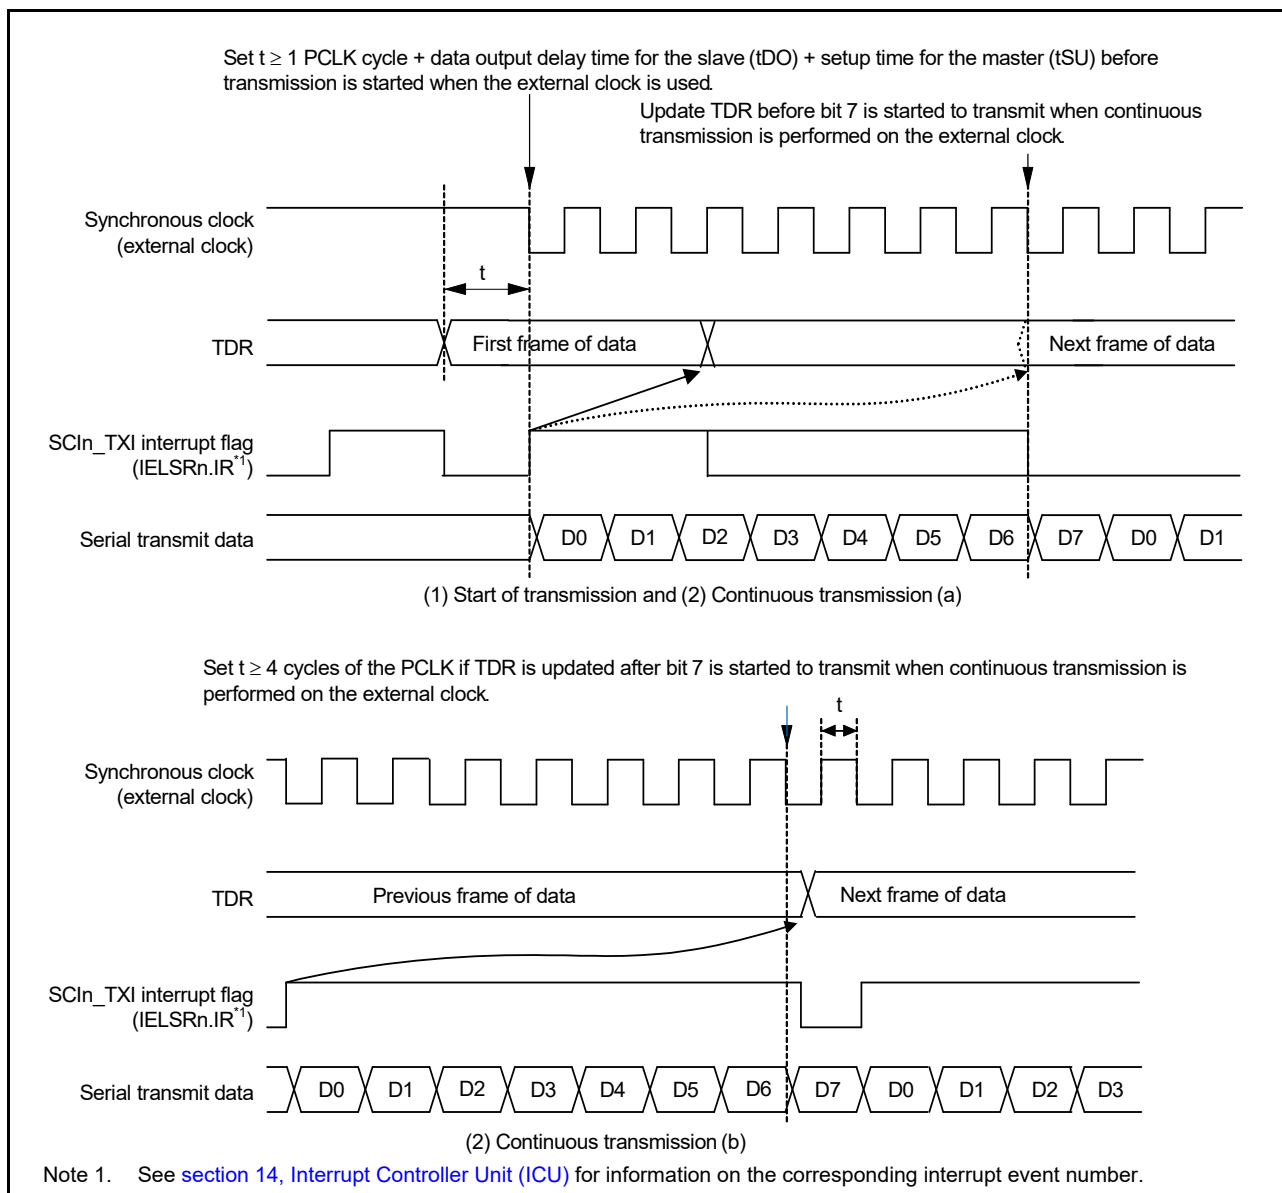 Set t ≥ 1 PCLK cycle + data output delay time for the slave (tDO) + setup time for the master (tSU) before
transmission is started when the external clock is used.
Update TDR before bit 7 is started to transmit when continuous
transmission is performed on the external clock.
Synchronous clock
(external clock)
t
TDR
First frame of data
Next frame of data
SCIn_TXI interrupt flag
(IELSRn.IR*1)
Serial transmit data
D0 D1 D2 D3 D4 D5 D6 D7 D0 D1
(1) Start of transmission and (2) Continuous transmission (a)
Set t ≥ 4 cycles of the PCLK if TDR is updated after bit 7 is started to transmit when continuous transmission is
performed on the external clock.
t
Synchronous clock
(external clock)
TDR
Previous frame of data
Next frame of data
SCIn_TXI interrupt flag
(IELSRn.IR*1)
Serial transmit data
D0 D1 D2 D3 D4 D5 D6 D7 D0 D1 D2 D3
(2) Continuous transmission (b)
Note 1. See section 14, Interrupt Controller Unit (ICU) for information on the corresponding interrupt event number.